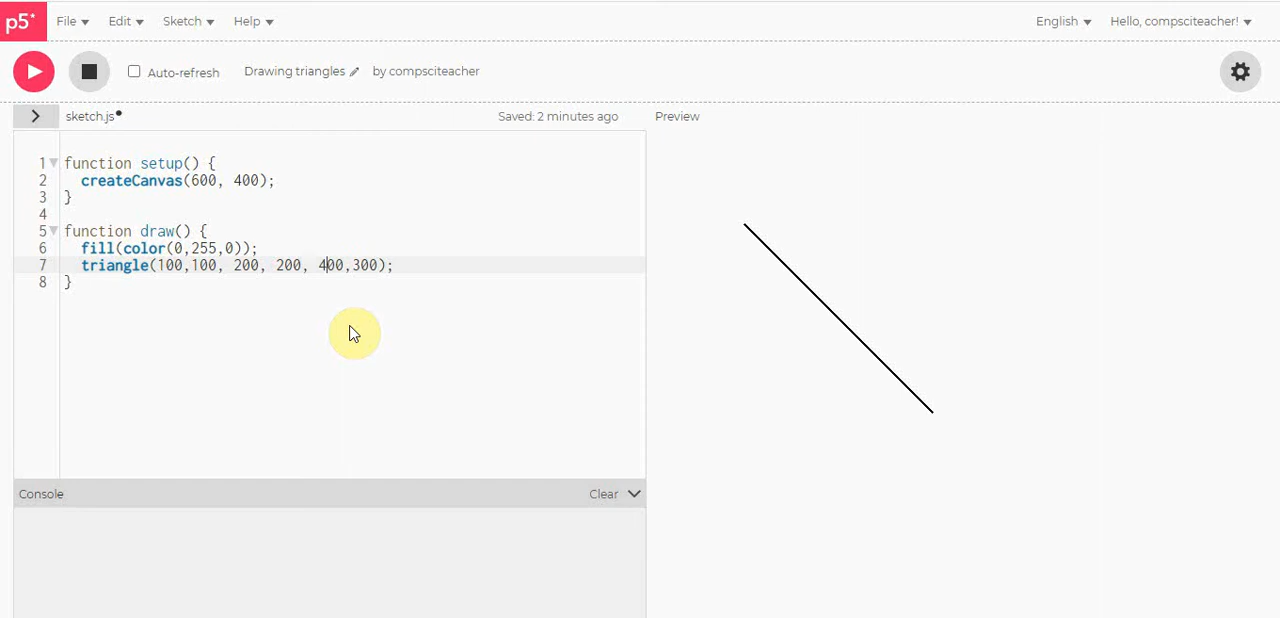 p5* File Edit Sketch Help English Hello, compsciteacher!
Auto-refresh Drawing triangles by compsciteacher
> sketch.js• Saved: 2 minutes ago Preview
1 function setup() {
2 createCanvas(600, 400);
3 }
4
5 function draw() {
6 fill(color(0,255,0));
7 triangle(100,100, 200, 200, 400,300);
8 }
Console Clear